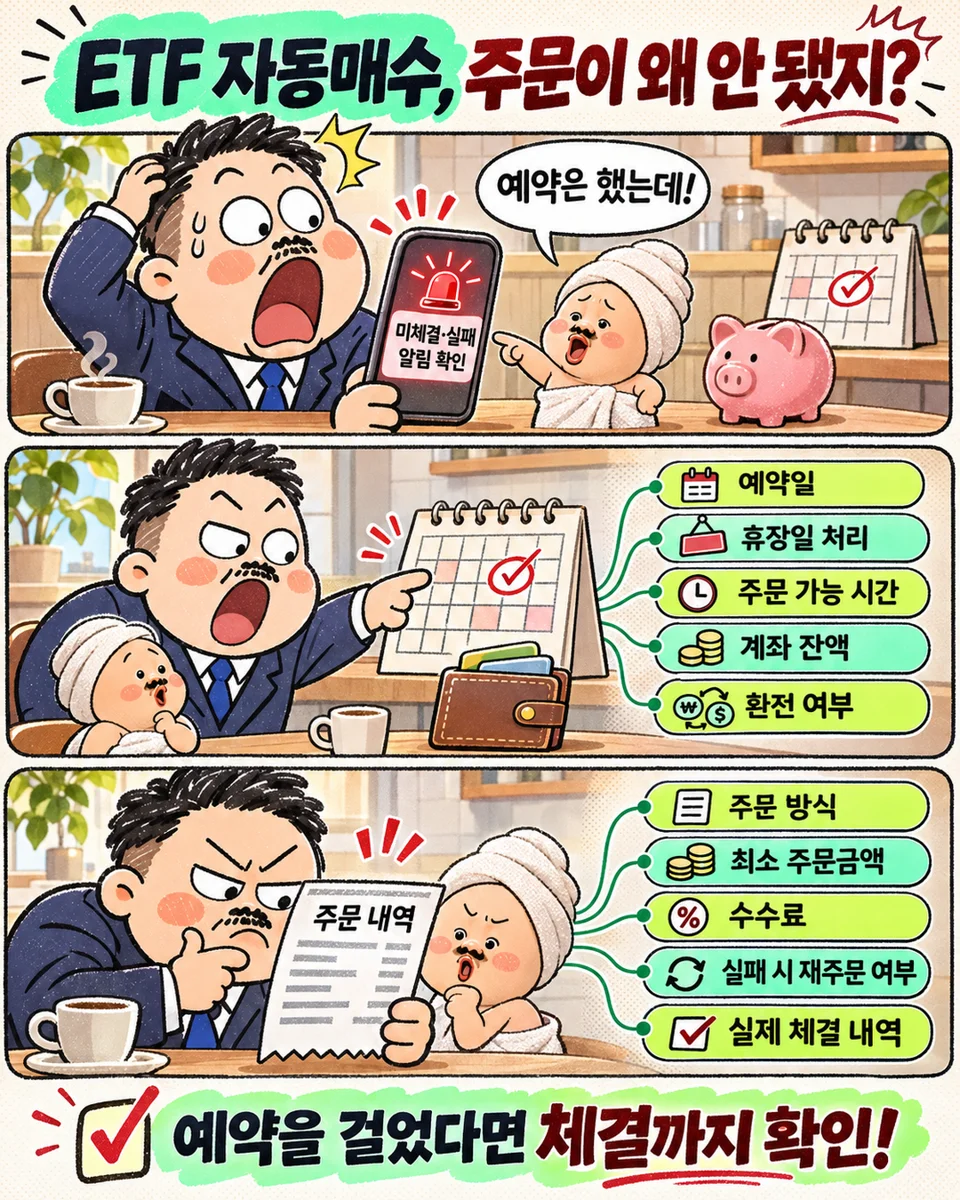 ETF 자동매수, 주문이 왜 안 됐지?
예약은 했는데!
미체결·실패
알림 확인
예약일
휴장일 처리
주문 가능 시간
계좌 잔액
₩ $
환전 여부
주문 내역
주문 방식
최소 주문금액
%
수수료
실패 시 재주문 여부
실제 체결 내역
예약을 걸었다면 체결까지 확인!